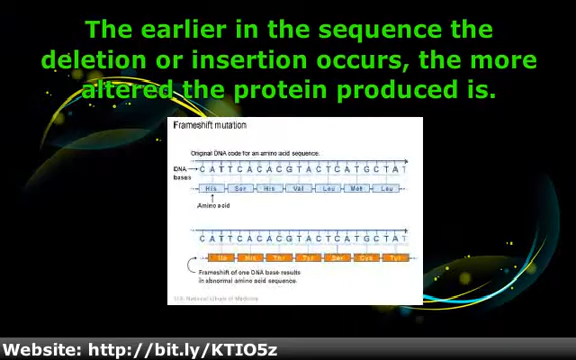 The earlier in the sequence the
deletion or insertion occurs, the more
altered the protein produced is.
Frameshift mutation
Original DNA code for an amino acid sequence.
DNA bases
C A T T C A C A C G T A C T C A T G C T A T
His Ser His Val Leu Met Leu
Amino acid
C A T T C A C A C G T A C T C A T G C T A T
Ile His Thr Tyr Ser Cys Tyr
Frameshift of one DNA base results
in abnormal amino acid sequence.
U.S. National Library of Medicine
Website: http://bit.ly/KTIO5z